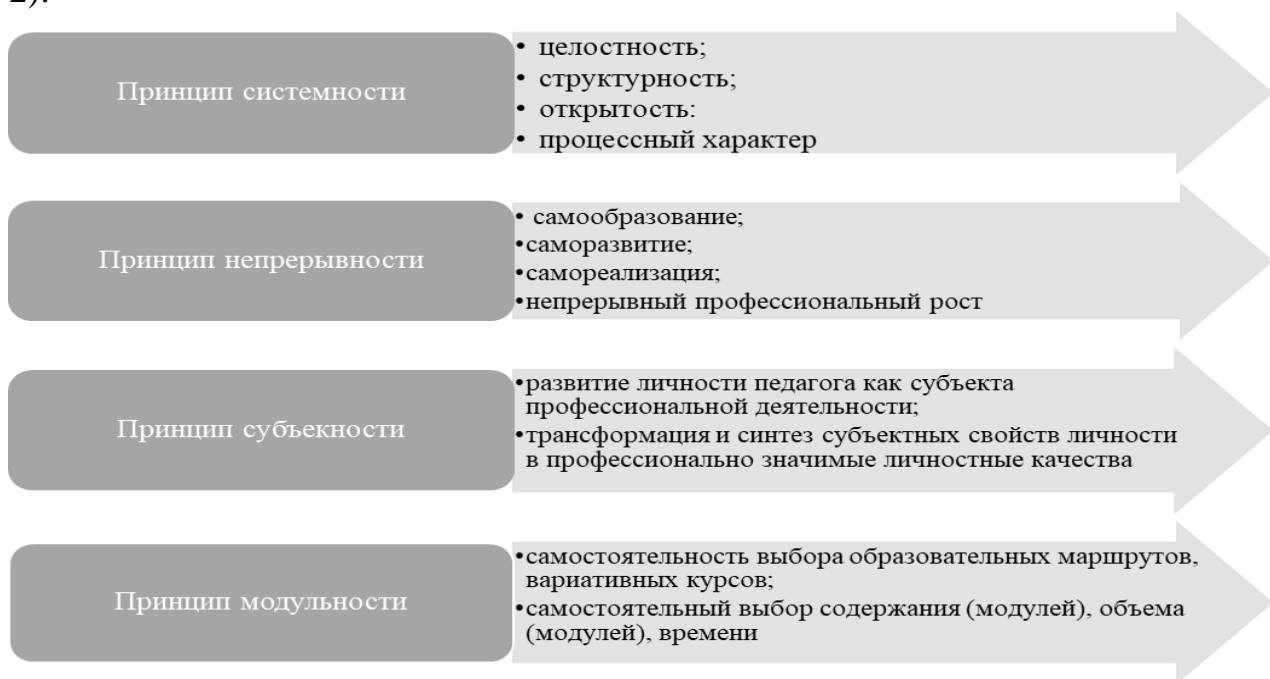 2).
Принцип системности
• целостность;
• структурность;
• открытость:
• процессный характер
Принцип непрерывности
• самообразование;
•саморазвитие;
•самореализация;
•непрерывный профессиональный рост
Принцип субъекности
•развитие личности педагога как субъекта
профессиональной деятельности;
•трансформация и синтез субъектных свойств личности
в профессионально значимые личностные качества
Принцип модульности
•самостоятельность выбора образовательных маршрутов,
вариативных курсов;
•самостоятельный выбор содержания (модулей), объема
(модулей), времени